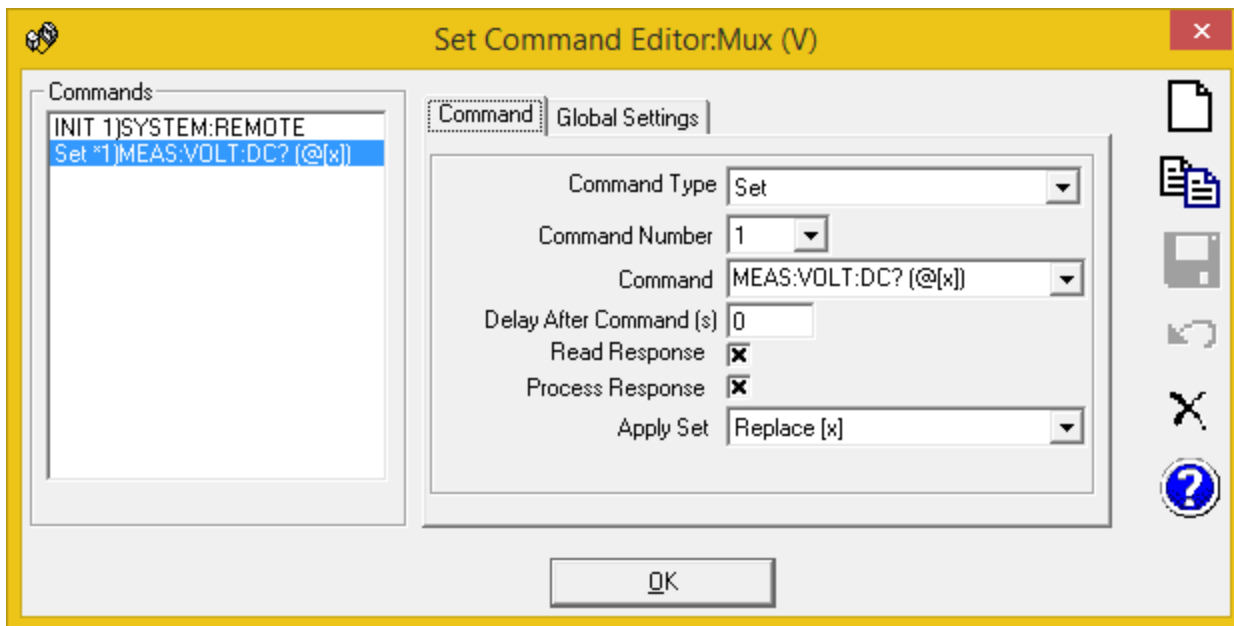 Set Command Editor:Mux (V)
Commands
INIT 1)SYSTEM:REMOTE
Set *1)MEAS:VOLT:DC? (@[x])
Command
Global Settings
Command Type
Set
Command Number
1
Command
MEAS:VOLT:DC? (@[x])
Delay After Command (s)
0
Read Response
Process Response
Apply Set
Replace [x]
OK